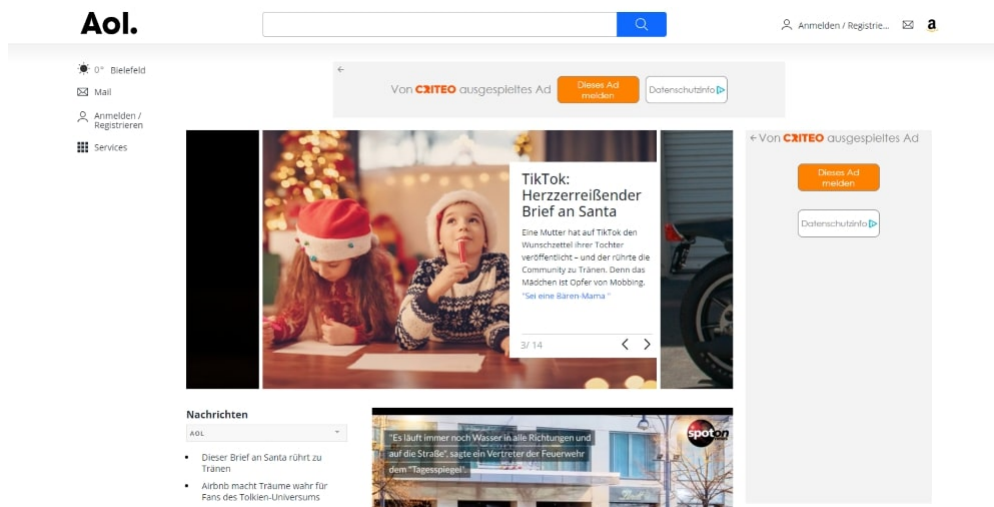 Aol.
Anmelden / Registrie...
a
0° Bielefeld
Mail
Anmelden /
Registrieren
Services
Von CRITEO ausgespieltes Ad
Dieses Ad
melden
Datenschutzinfo
TikTok:
Herzzerreißender
Brief an Santa
Eine Mutter hat auf TikTok den
Wunschzettel ihrer Tochter
veröffentlicht – und der rührte die
Community zu Tränen. Denn das
Mädchen ist Opfer von Mobbing.
"Sei eine Bären-Mama "
3/ 14
Von CRITEO ausgespieltes Ad
Dieses Ad
melden
Datenschutzinfo
Nachrichten
AOL
Dieser Brief an Santa rührt zu
Tränen
Airbnb macht Träume wahr für
Fans des Tolkien-Universums
"Es läuft immer noch Wasser in alle Richtungen und
auf die Straße", sagte ein Vertreter der Feuerwehr
dem "Tagesspiegel".
spot on